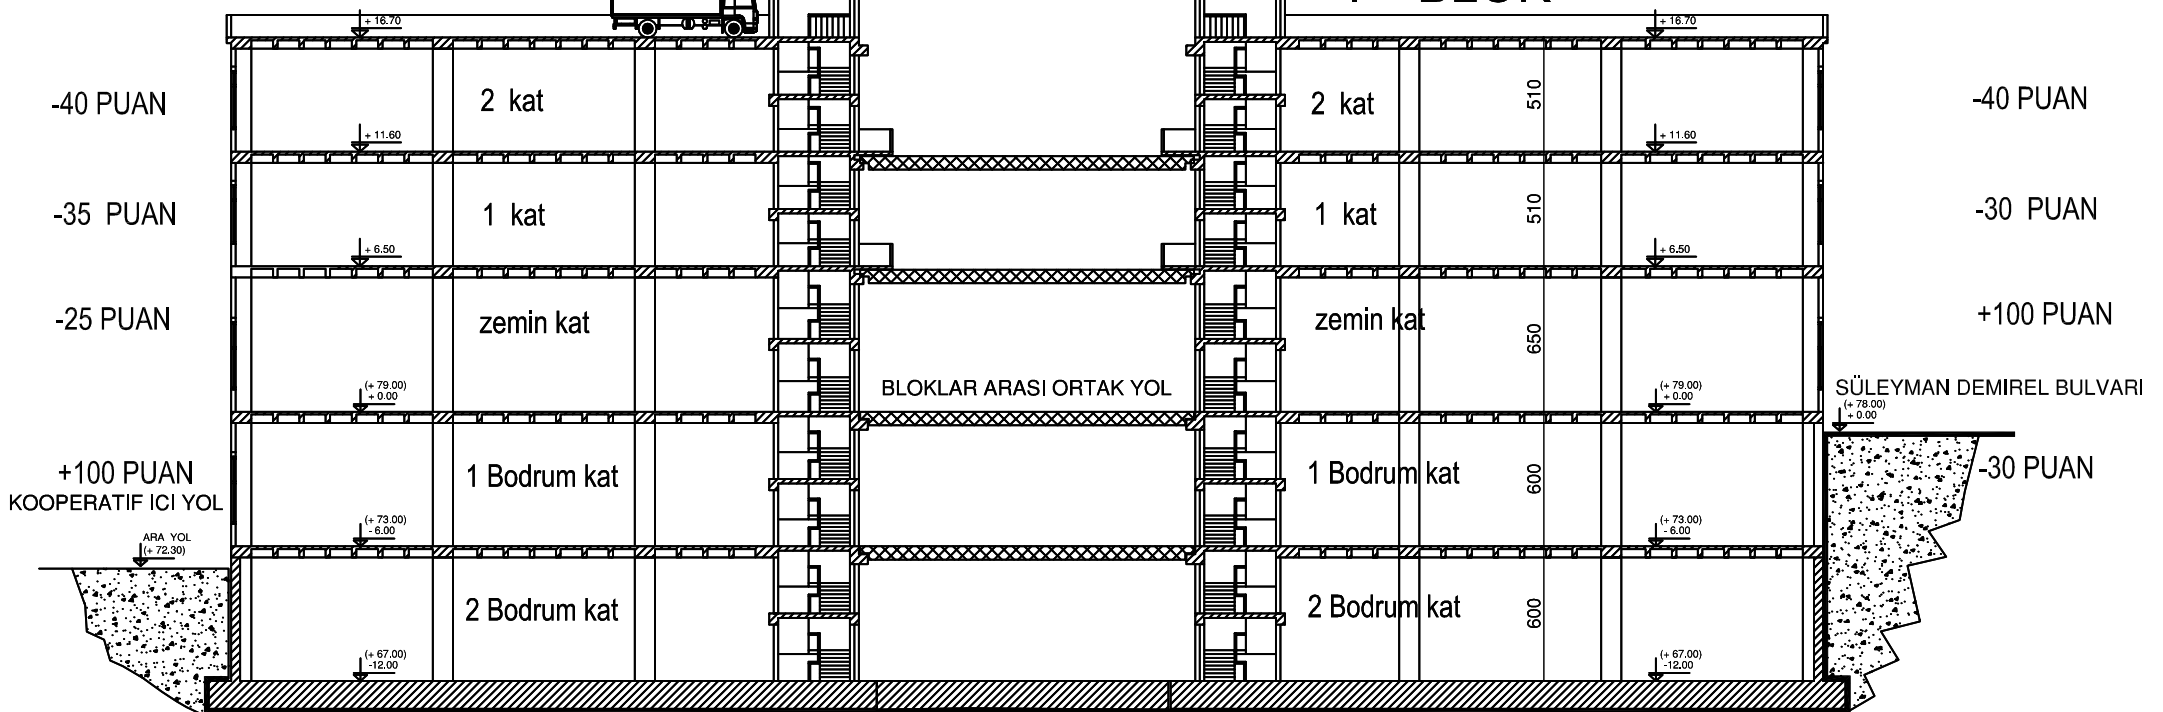 + 16.70
+ 16.70
-40 PUAN
2 kat
2 kat
510
-40 PUAN
+ 11.60
+ 11.60
-35 PUAN
1 kat
1 kat
510
-30 PUAN
+ 6.50
+ 6.50
-25 PUAN
zemin kat
zemin kat
650
+100 PUAN
BLOKLAR ARASI ORTAK YOL
(+ 79.00)
+ 0.00
(+ 79.00)
+ 0.00
SÜLEYMAN DEMIREL BULVARI
(+ 78.00)
+ 0.00
+100 PUAN
KOOPERATIF ICI YOL
1 Bodrum kat
1 Bodrum kat
600
-30 PUAN
ARA YOL
(+ 72.30)
(+ 73.00)
- 6.00
(+ 73.00)
- 6.00
2 Bodrum kat
2 Bodrum kat
600
(+ 67.00)
-12.00
(+ 67.00)
-12.00